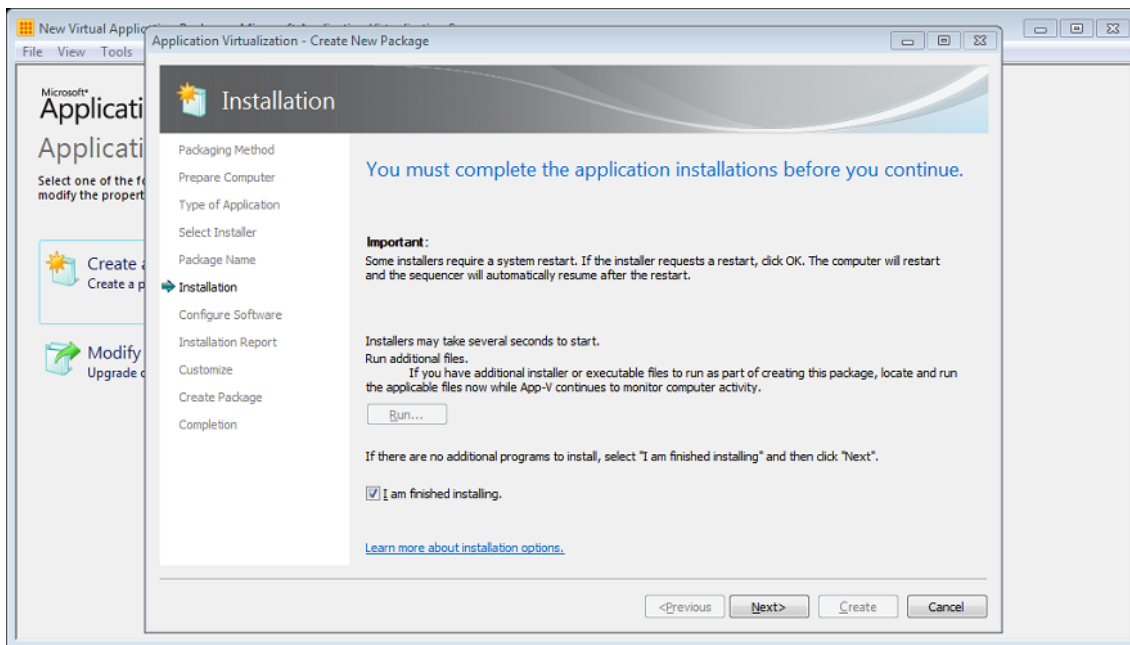 New Virtual Applic
Application Virtualization - Create New Package
File View Tools
Microsoft®
Applicati
Applicati
Select one of the fo
modify the propert
Create a
Create a p
Modify
Upgrade o
Installation
Packaging Method
Prepare Computer
Type of Application
Select Installer
Package Name
Installation
Configure Software
Installation Report
Customize
Create Package
Completion
You must complete the application installations before you continue.
Important:
Some installers require a system restart. If the installer requests a restart, click OK. The computer will restart
and the sequencer will automatically resume after the restart.
Installers may take several seconds to start.
Run additional files.
If you have additional installer or executable files to run as part of creating this package, locate and run
the applicable files now while App-V continues to monitor computer activity.
Run...
If there are no additional programs to install, select "I am finished installing" and then click "Next".
I am finished installing.
Learn more about installation options.
<Previous
Next>
Create
Cancel